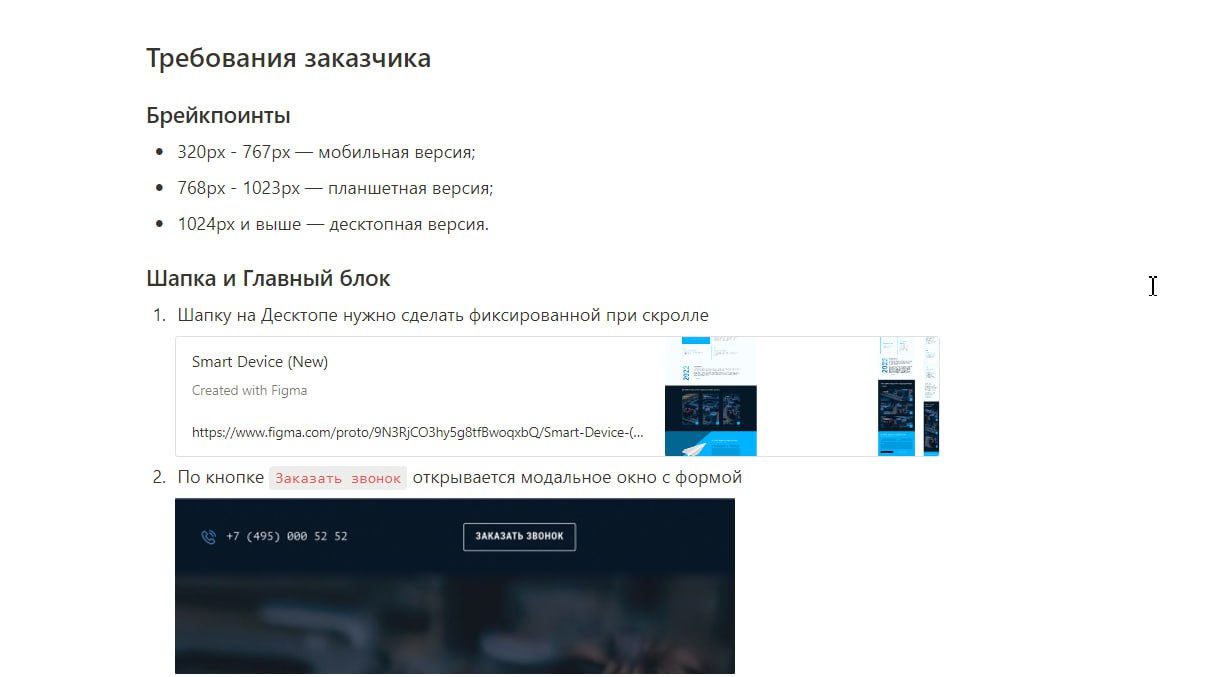 Требования заказчика
Брейкпоинты
• 320px - 767px — мобильная версия;
• 768px - 1023px — планшетная версия;
• 1024px и выше — десктопная версия.
Шапка и Главный блок
1. Шапку на Десктопе нужно сделать фиксированной при скролле
Smart Device (New)
Created with Figma
https://www.figma.com/proto/9N3RjCO3hy5g8tfBwoqxbQ/Smart-Device-(...
2. По кнопке Заказать звонок открывается модальное окно с формой
+7 (495) 000 52 52
ЗАКАЗАТЬ ЗВОНОК